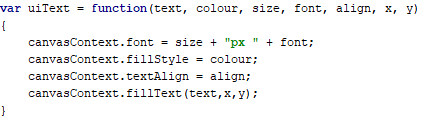 var uiText = function(text, colour, size, font, align, x, y)
{
    canvasContext.font = size + "px " + font;
    canvasContext.fillStyle = colour;
    canvasContext.textAlign = align;
    canvasContext.fillText(text,x,y);
}